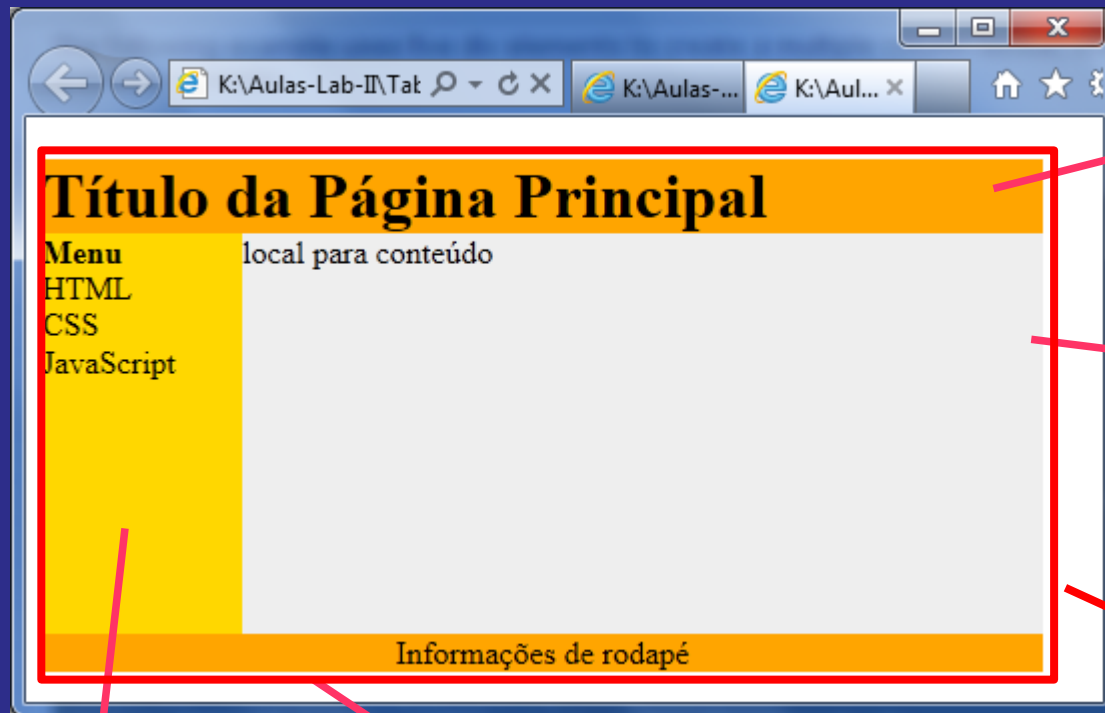 K:\Aulas-Lab-II\Tab
K:\Aulas-...
K:\Aul...
Título da Página Principal
Menu
local para conteúdo
HTML
CSS
JavaScript
Informações de rodapé